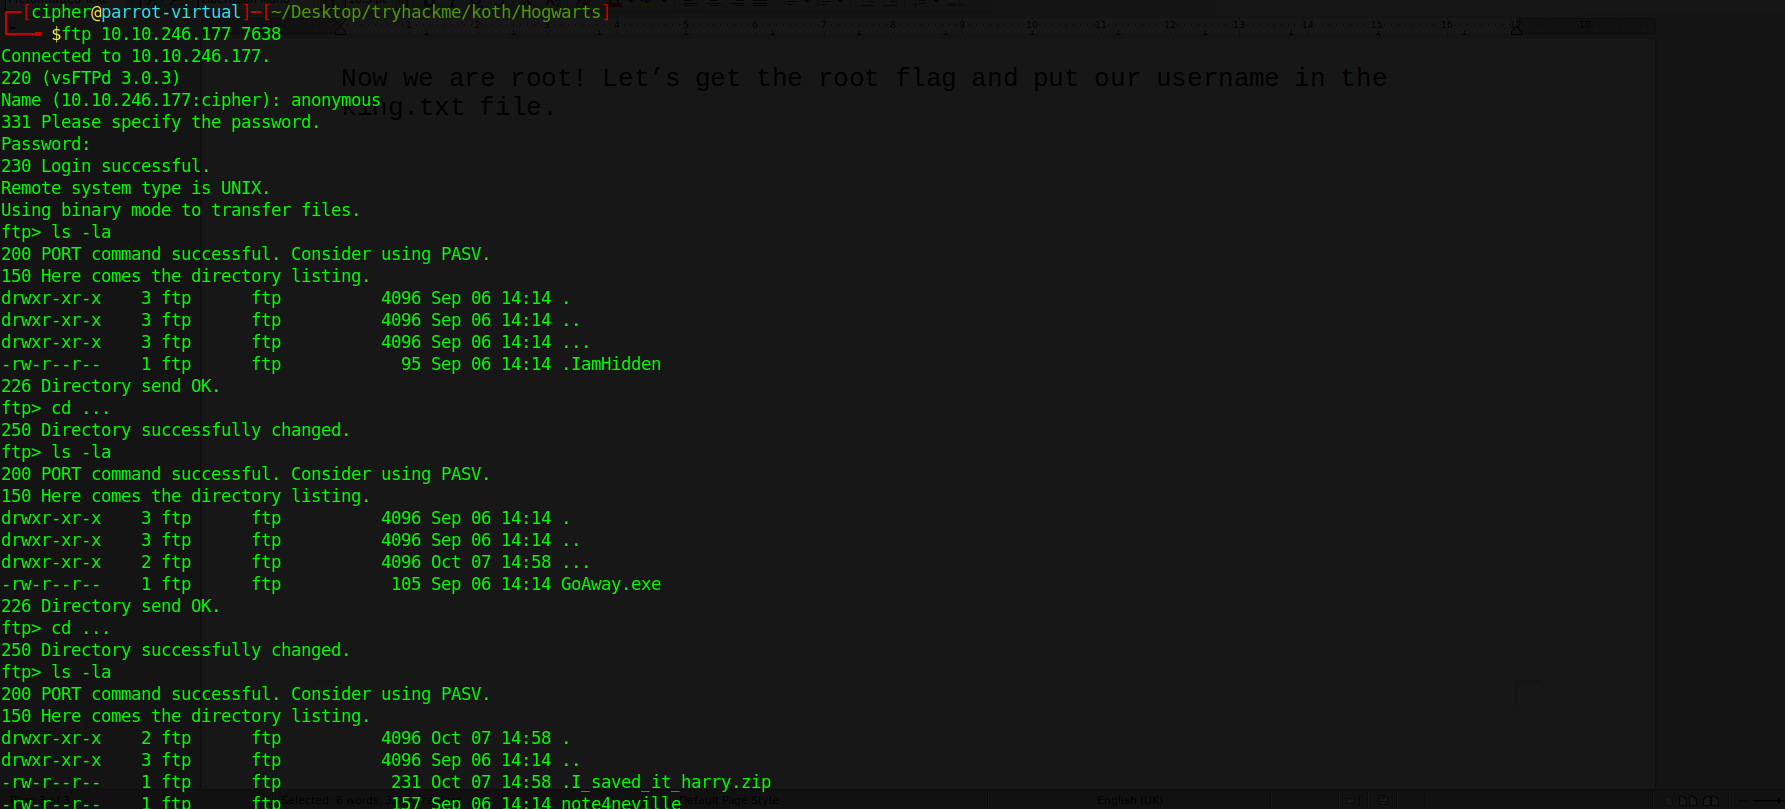 ┌─[cipher@parrot-virtual]─[~/Desktop/tryhackme/koth/Hogwarts]
└──╼ $ftp 10.10.246.177 7638
Connected to 10.10.246.177.
220 (vsFTPd 3.0.3)
Now we are root! Let’s get the root flag and put our username in the
king.txt file.
Name (10.10.246.177:cipher): anonymous
331 Please specify the password.
Password:
230 Login successful.
Remote system type is UNIX.
Using binary mode to transfer files.
ftp> ls -la
200 PORT command successful. Consider using PASV.
150 Here comes the directory listing.
drwxr-xr-x    3 ftp      ftp          4096 Sep 06 14:14 .
drwxr-xr-x    3 ftp      ftp          4096 Sep 06 14:14 ..
drwxr-xr-x    3 ftp      ftp          4096 Sep 06 14:14 ...
-rw-r--r--    1 ftp      ftp            95 Sep 06 14:14 .IamHidden
226 Directory send OK.
ftp> cd ...
250 Directory successfully changed.
ftp> ls -la
200 PORT command successful. Consider using PASV.
150 Here comes the directory listing.
drwxr-xr-x    3 ftp      ftp          4096 Sep 06 14:14 .
drwxr-xr-x    3 ftp      ftp          4096 Sep 06 14:14 ..
drwxr-xr-x    2 ftp      ftp          4096 Oct 07 14:58 ...
-rw-r--r--    1 ftp      ftp           105 Sep 06 14:14 GoAway.exe
226 Directory send OK.
ftp> cd ...
250 Directory successfully changed.
ftp> ls -la
200 PORT command successful. Consider using PASV.
150 Here comes the directory listing.
drwxr-xr-x    2 ftp      ftp          4096 Oct 07 14:58 .
drwxr-xr-x    3 ftp      ftp          4096 Sep 06 14:14 ..
-rw-r--r--    1 ftp      ftp           231 Oct 07 14:58 .I_saved_it_harry.zip
-rw-r--r--    1 ftp      ftp           157 Sep 06 14:14 note4neville
Selected: 6 words, Default Page Style English (UK)